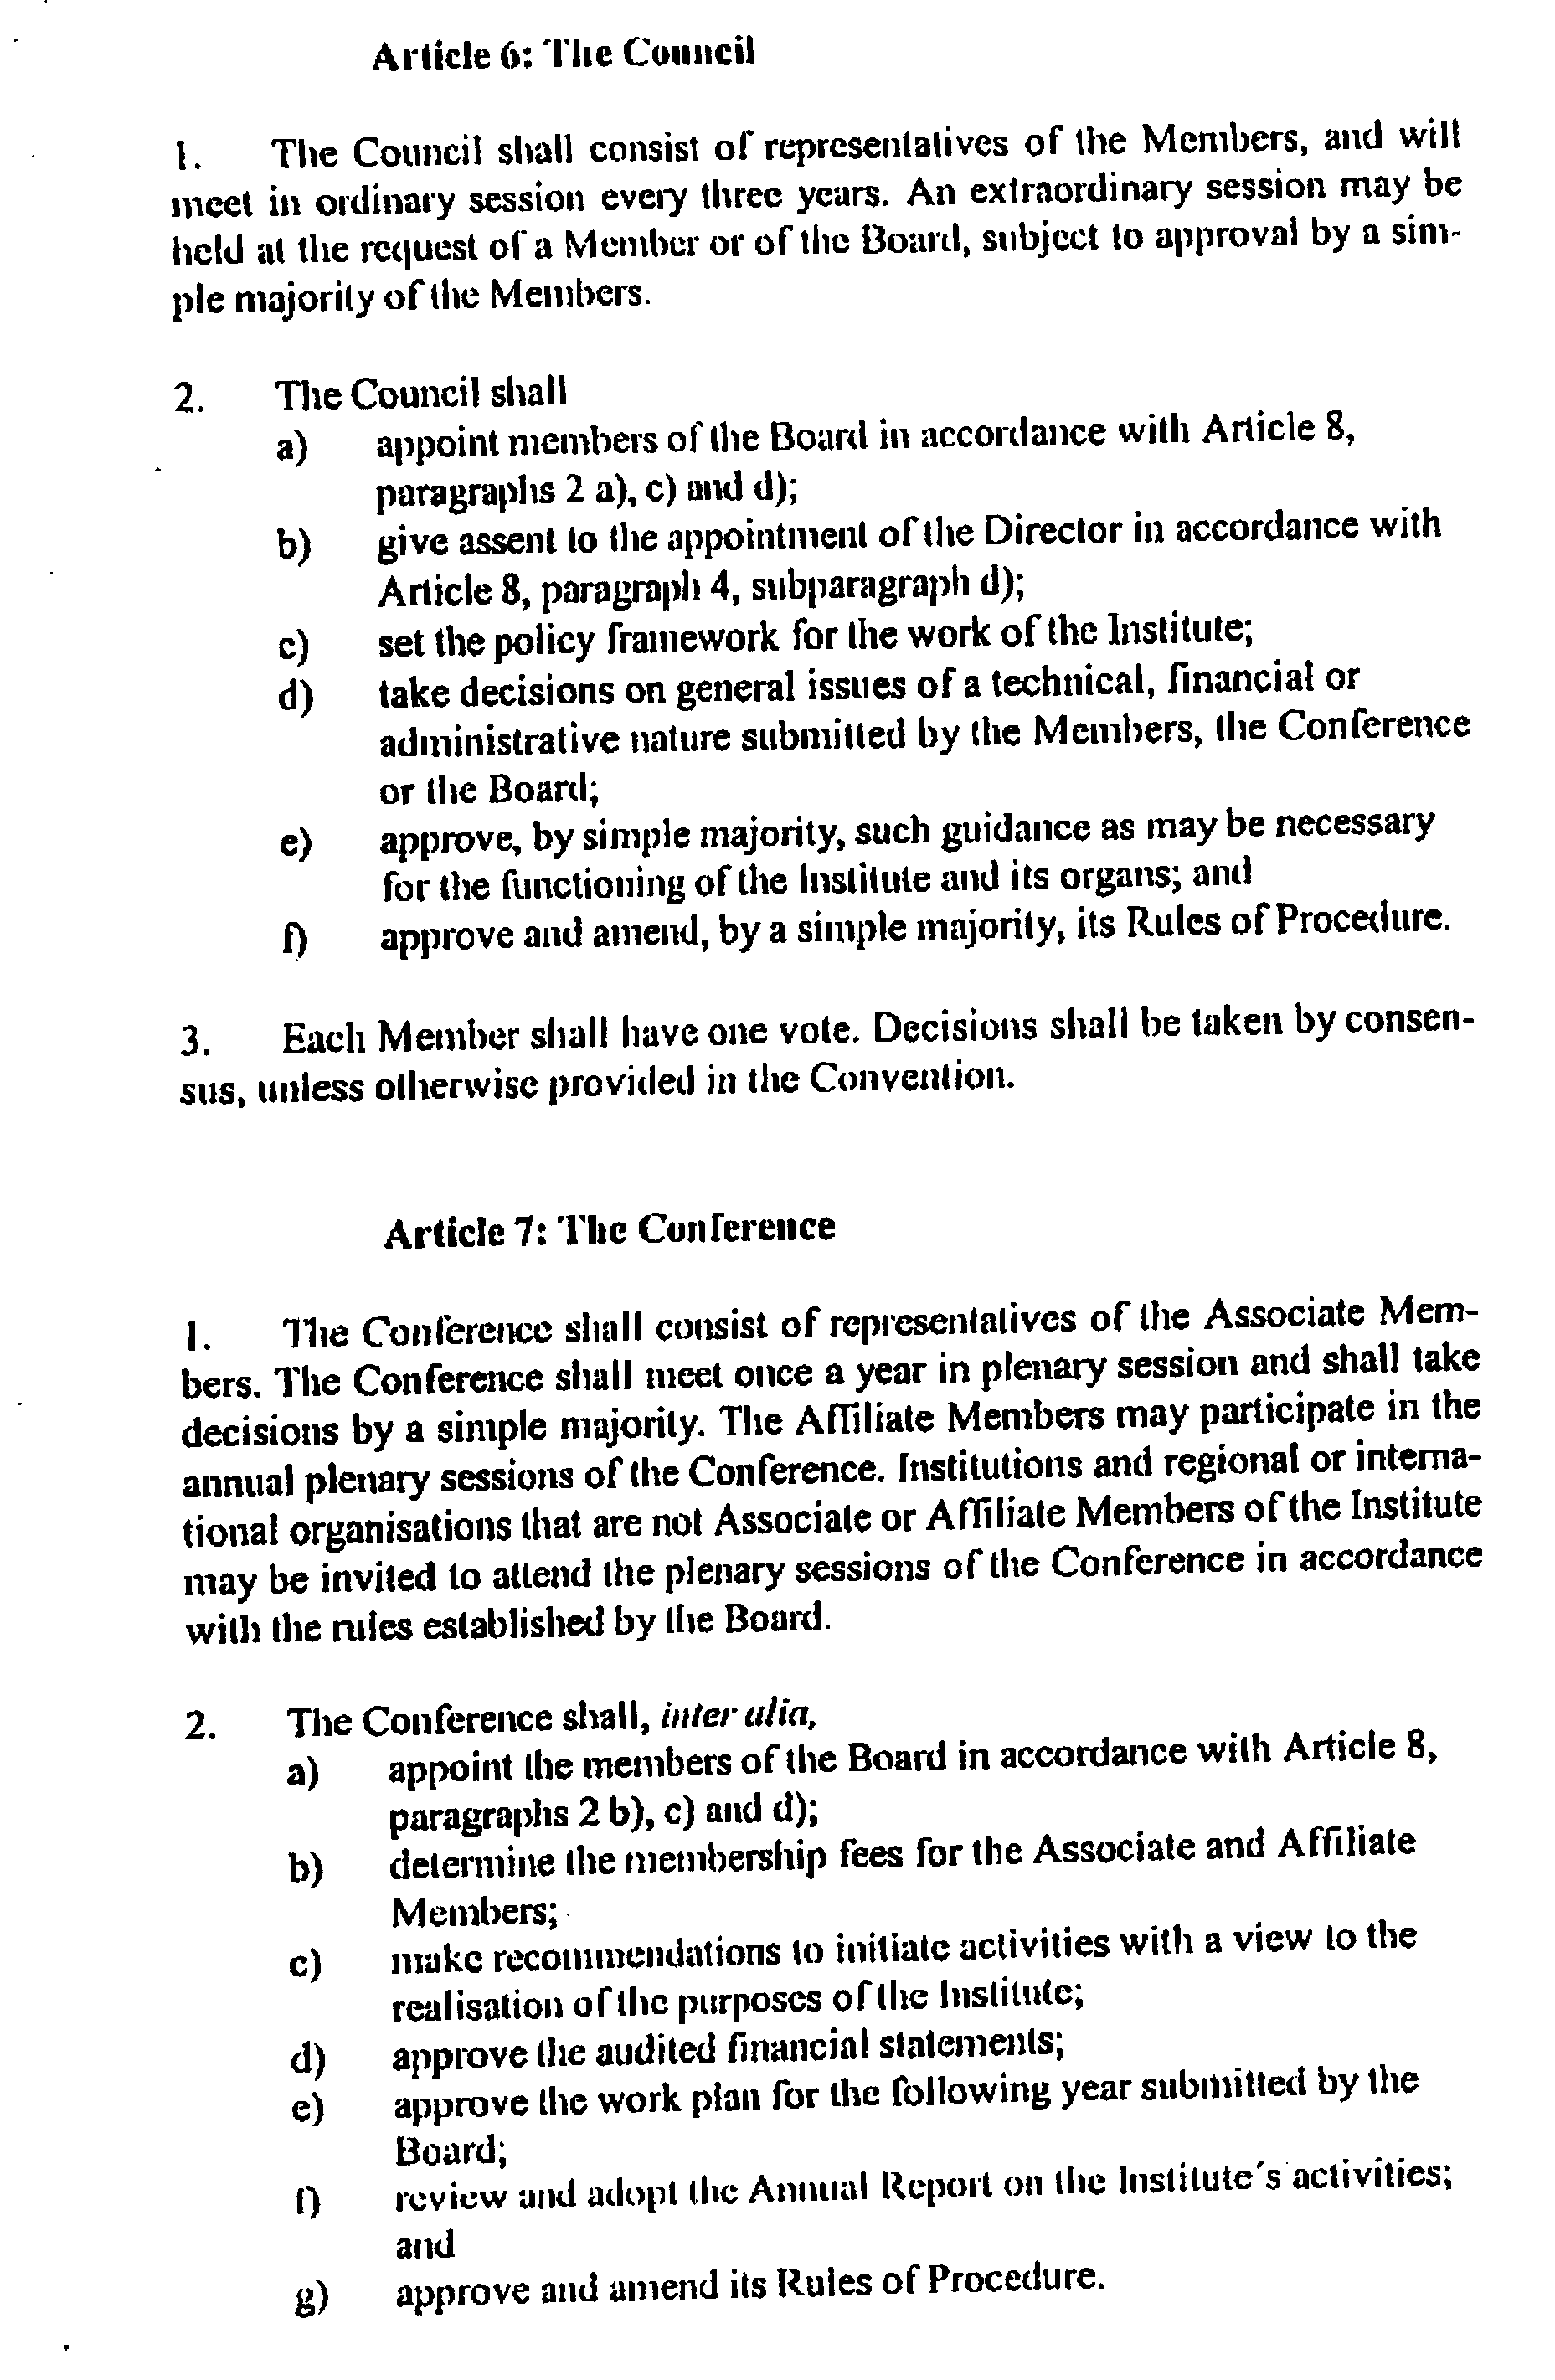 Article 6: The Council
1. The Council shall consist of representatives of the Members, and will
meet in ordinary session every three years. An extraordinary session may be
held at the request of a Member or of the Board, subject to approval by a sim-
ple majority of the Members.
2. The Council shall
a) appoint members of the Board in accordance with Article 8,
paragraphs 2 a), c) and d);
b) give assent to the appointment of the Director in accordance with
Article 8, paragraph 4, subparagraph d);
c) set the policy framework for the work of the Institute;
d) take decisions on general issues of a technical, financial or
administrative nature submitted by the Members, the Conference
or the Board;
e) approve, by simple majority, such guidance as may be necessary
for the functioning of the Institute and its organs; and
f) approve and amend, by a simple majority, its Rules of Procedure.
3. Each Member shall have one vote. Decisions shall be taken by consen-
sus, unless otherwise provided in the Convention.
Article 7: The Conference
1. The Conference shall consist of representatives of the Associate Mem-
bers. The Conference shall meet once a year in plenary session and shall take
decisions by a simple majority. The Affiliate Members may participate in the
annual plenary sessions of the Conference. Institutions and regional or interna-
tional organisations that are not Associate or Affiliate Members of the Institute
may be invited to attend the plenary sessions of the Conference in accordance
with the rules established by the Board.
2. The Conference shall, inter alia,
a) appoint the members of the Board in accordance with Article 8,
paragraphs 2 b), c) and d);
b) determine the membership fees for the Associate and Affiliate
Members;
c) make recommendations to initiate activities with a view to the
realisation of the purposes of the Institute;
d) approve the audited financial statements;
e) approve the work plan for the following year submitted by the
Board;
f) review and adopt the Annual Report on the Institute's activities;
and
g) approve and amend its Rules of Procedure.